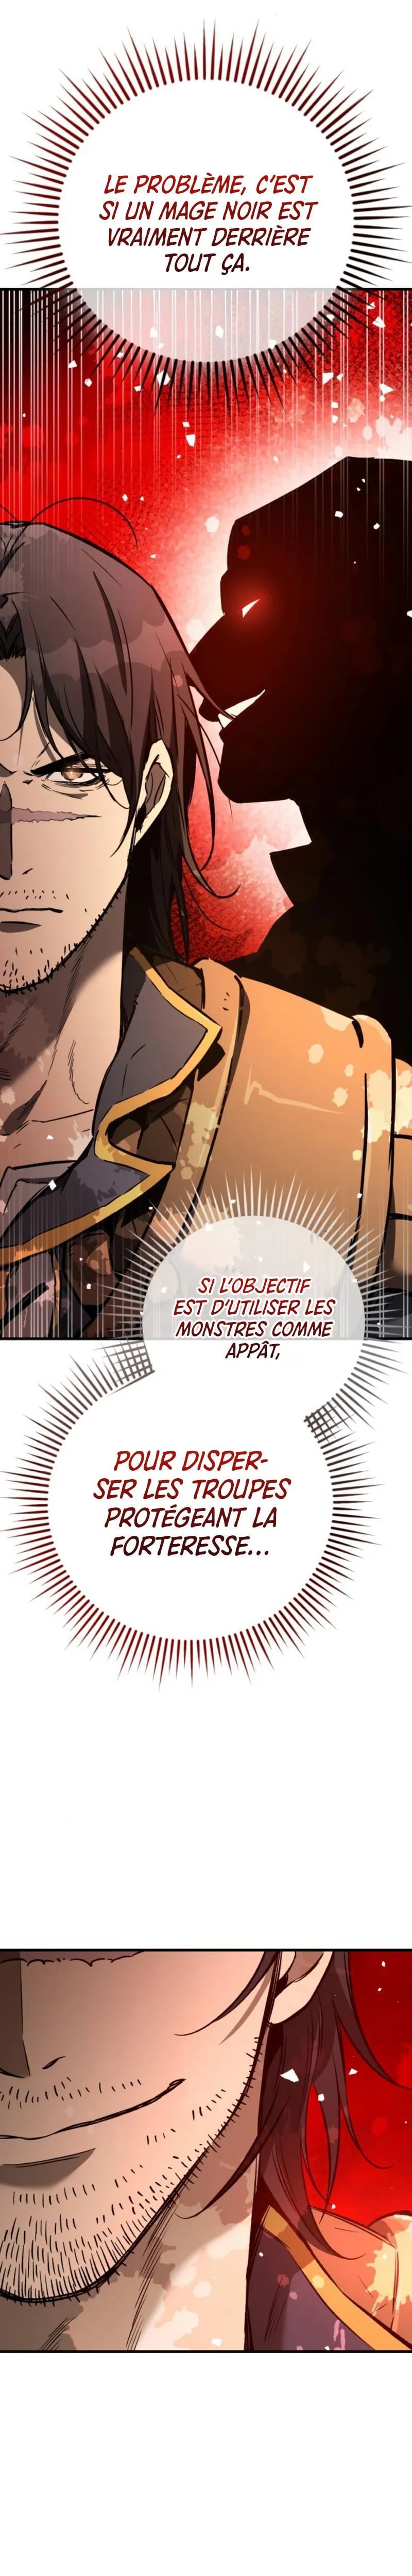 LE PROBLÈME, C'EST
SI UN MAGE NOIR EST
VRAIMENT DERRIÈRE
TOUT ÇA.
SI L'OBJECTIF
EST D'UTILISER LES
MONSTRES COMME
APPÂT,
POUR DISPER-
SER LES TROUPES
PROTÉGEANT LA
FORTERESSE...